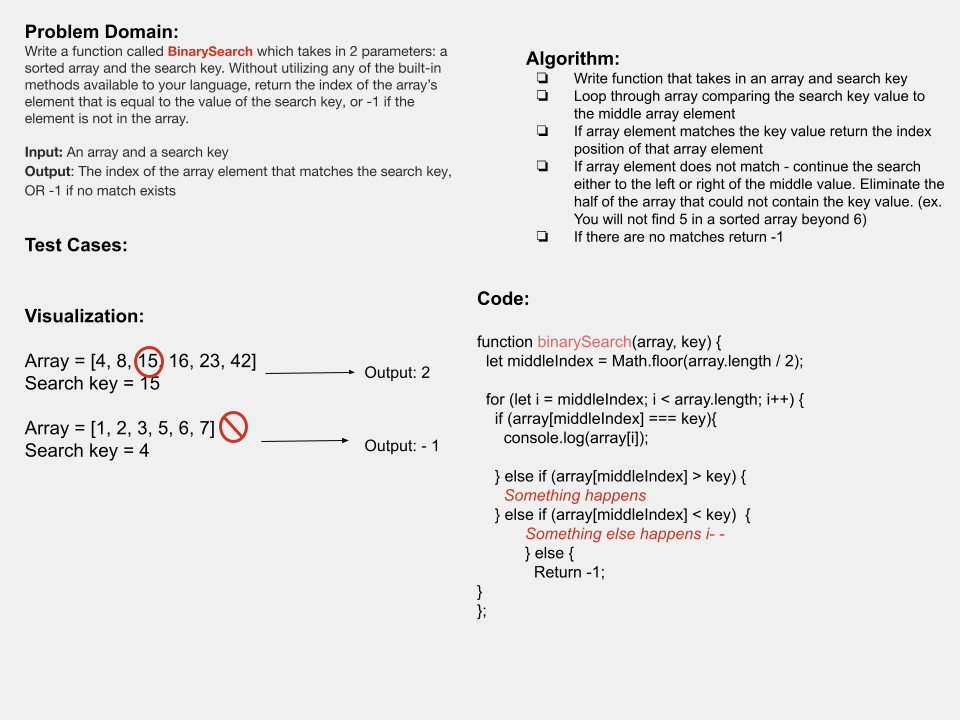 Problem Domain:
Write a function called BinarySearch which takes in 2 parameters: a
sorted array and the search key. Without utilizing any of the built-in
methods available to your language, return the index of the array's
element that is equal to the value of the search key, or -1 if the
element is not in the array.
Input: An array and a search key
Output: The index of the array element that matches the search key,
OR -1 if no match exists
Test Cases:
Visualization:
Array = [4, 8, 15, 16, 23, 42]
Search key = 15
Output: 2
Array = [1, 2, 3, 5, 6, 7]
Search key = 4
Output: - 1
Algorithm:
❏ Write function that takes in an array and search key
❏ Loop through array comparing the search key value to
the middle array element
❏ If array element matches the key value return the index
position of that array element
❏ If array element does not match - continue the search
either to the left or right of the middle value. Eliminate the
half of the array that could not contain the key value. (ex.
You will not find 5 in a sorted array beyond 6)
❏ If there are no matches return -1
Code:
function binarySearch(array, key) {
let middleIndex = Math.floor(array.length / 2);
for (let i = middleIndex; i < array.length; i++) {
if (array[middleIndex] === key){
console.log(array[i]);
} else if (array[middleIndex] > key) {
Something happens
} else if (array[middleIndex] < key)  {
Something else happens i- -
} else {
Return -1;
}
};